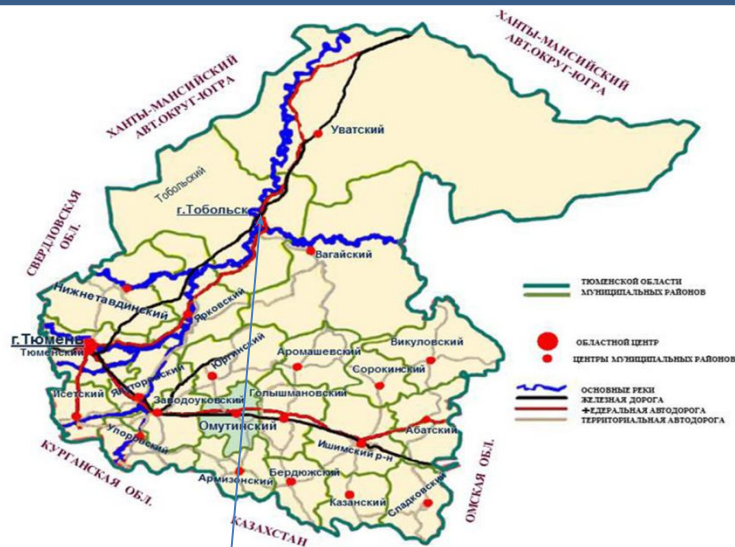 ХАНТЫ-МАНСИЙСКИЙ
АВТ.ОКРУГ-ЮГРА
ХАНТЫ-МАНСИЙСКИЙ
АВТ.ОКРУГ-ЮГРА
Уватский
Тобольский
г.Тобольск
СВЕРДЛОВСКАЯ
ОБЛ.
Вагайский
Нижнетавдинский
Ярковский
г.Тюмень
Тюменский
Юргинский
Аромашевский
Викуловский
Сорокинский
Исетский
Ялуторовский
Заводоуковский
Голышмановский
Омутинский
Упоровский
Абатский
Ишимский р-н
Армизонский
Бердюжский
Казанский
Сладковский
КУРГАНСКАЯ ОБЛ.
КАЗАХСТАН
ОМСКАЯ ОБЛ.
ТЮМЕНСКОЙ ОБЛАСТИ
МУНИЦИПАЛЬНЫХ РАЙОНОВ
ОБЛАСТНОЙ ЦЕНТР
ЦЕНТРЫ МУНИЦИПАЛЬНЫХ РАЙОНОВ
ОСНОВНЫЕ РЕКИ
ЖЕЛЕЗНАЯ ДОРОГА
ФЕДЕРАЛЬНАЯ АВТОДОРОГА
ТЕРРИТОРИАЛЬНАЯ АВТОДОРОГА